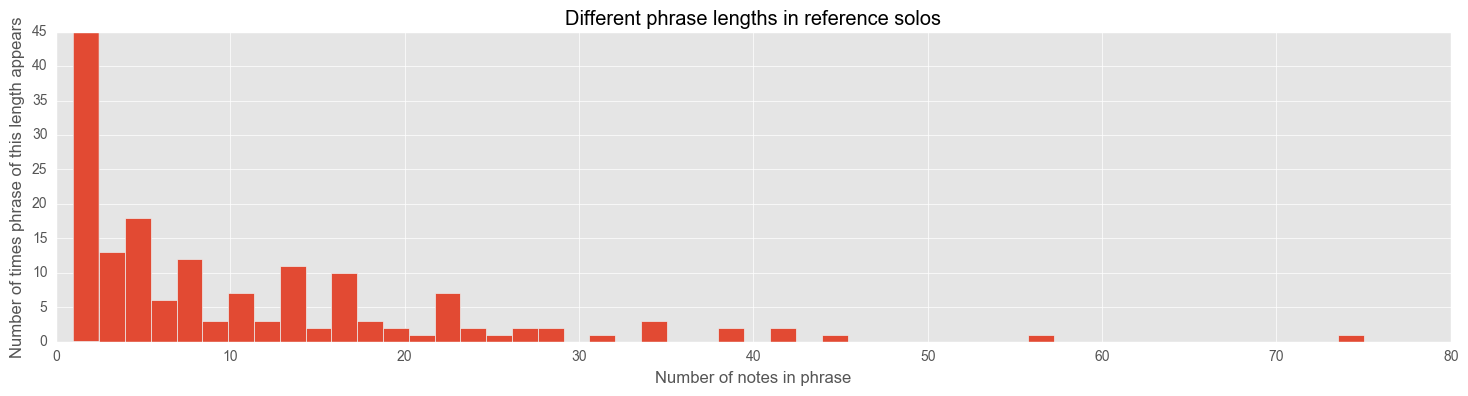 Different phrase lengths in reference solos
Number of times phrase of this length appears
45
40
35
30
25
20
15
10
5
0
0 10 20 30 40 50 60 70 80
Number of notes in phrase